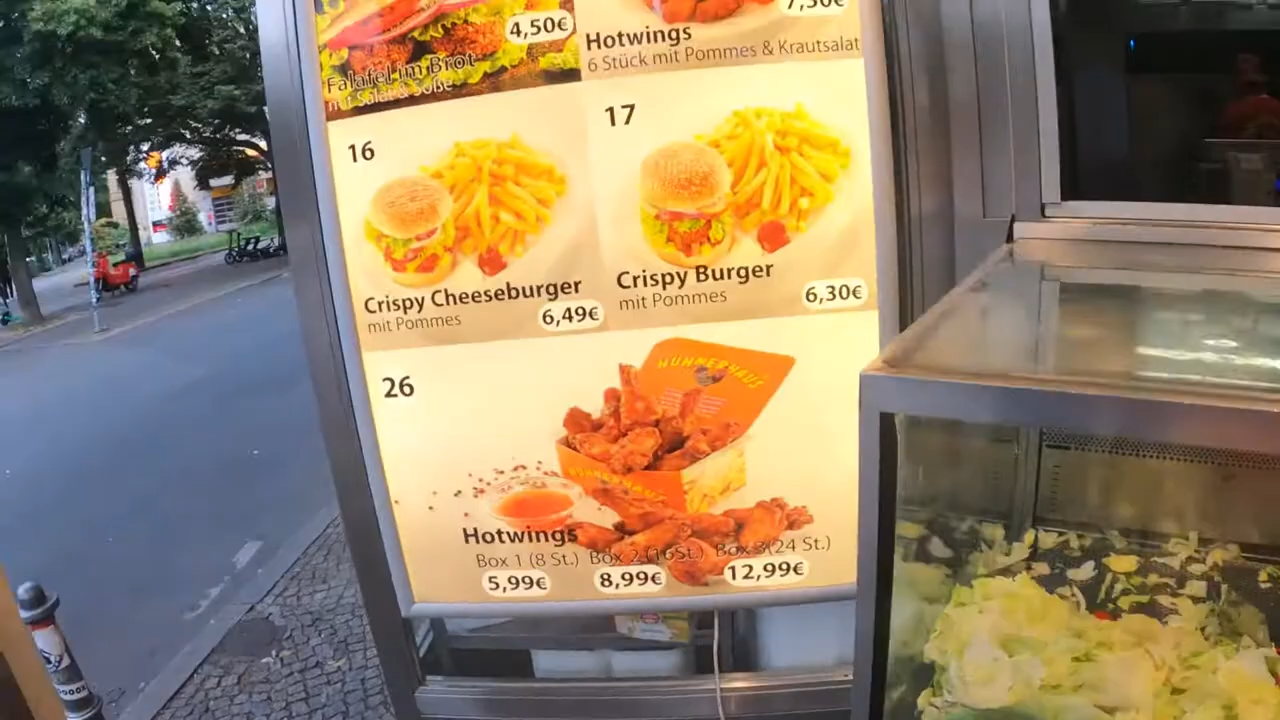 4,50€
Falafel im Brot
mit Salat & Soße
Hotwings
6 Stück mit Pommes & Krautsalat
16
Crispy Cheeseburger
mit Pommes
6,49€
17
Crispy Burger
mit Pommes
6,30€
26
HÜHNERHAUS
HÜHNERHAUS
Hotwings
Box 1 (8 St.) Box 2 (16St.) Box 3(24 St.)
5,99€ 8,99€ 12,99€